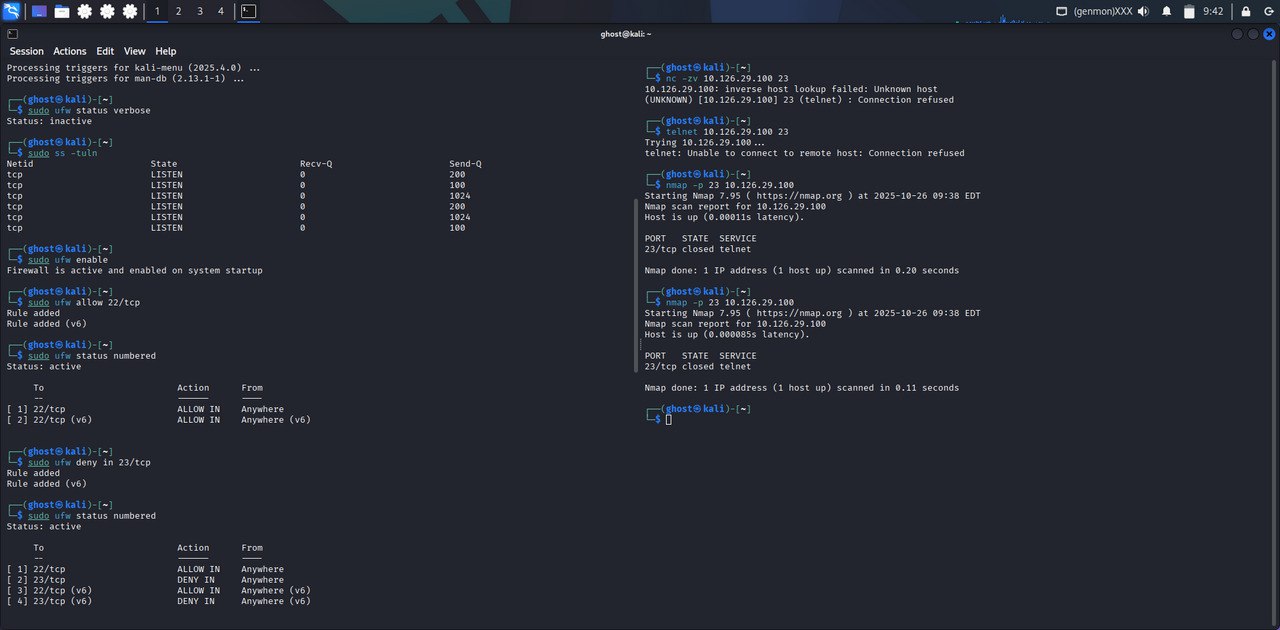 1 2 3 4 (genmon)XXX 9:42
ghost@kali: ~
Session Actions Edit View Help
Processing triggers for kali-menu (2025.4.0) ...
Processing triggers for man-db (2.13.1-1) ...
┌──(ghost㉿kali)-[~]
└─$ sudo ufw status verbose
Status: inactive
┌──(ghost㉿kali)-[~]
└─$ sudo ss -tuln
Netid State Recv-Q Send-Q
tcp LISTEN 0 200
tcp LISTEN 0 100
tcp LISTEN 0 1024
tcp LISTEN 0 200
tcp LISTEN 0 1024
tcp LISTEN 0 100
┌──(ghost㉿kali)-[~]
└─$ sudo ufw enable
Firewall is active and enabled on system startup
┌──(ghost㉿kali)-[~]
└─$ sudo ufw allow 22/tcp
Rule added
Rule added (v6)
┌──(ghost㉿kali)-[~]
└─$ sudo ufw status numbered
Status: active
To Action From
-- ------ ----
[ 1] 22/tcp ALLOW IN Anywhere
[ 2] 22/tcp (v6) ALLOW IN Anywhere (v6)
┌──(ghost㉿kali)-[~]
└─$ sudo ufw deny in 23/tcp
Rule added
Rule added (v6)
┌──(ghost㉿kali)-[~]
└─$ sudo ufw status numbered
Status: active
To Action From
-- ------ ----
[ 1] 22/tcp ALLOW IN Anywhere
[ 2] 23/tcp DENY IN Anywhere
[ 3] 22/tcp (v6) ALLOW IN Anywhere (v6)
[ 4] 23/tcp (v6) DENY IN Anywhere (v6)
┌──(ghost㉿kali)-[~]
└─$ nc -zv 10.126.29.100 23
10.126.29.100: inverse host lookup failed: Unknown host
(UNKNOWN) [10.126.29.100] 23 (telnet) : Connection refused
┌──(ghost㉿kali)-[~]
└─$ telnet 10.126.29.100 23
Trying 10.126.29.100...
telnet: Unable to connect to remote host: Connection refused
┌──(ghost㉿kali)-[~]
└─$ nmap -p 23 10.126.29.100
Starting Nmap 7.95 ( https://nmap.org ) at 2025-10-26 09:38 EDT
Nmap scan report for 10.126.29.100
Host is up (0.00011s latency).
PORT STATE SERVICE
23/tcp closed telnet
Nmap done: 1 IP address (1 host up) scanned in 0.20 seconds
┌──(ghost㉿kali)-[~]
└─$ nmap -p 23 10.126.29.100
Starting Nmap 7.95 ( https://nmap.org ) at 2025-10-26 09:38 EDT
Nmap scan report for 10.126.29.100
Host is up (0.000085s latency).
PORT STATE SERVICE
23/tcp closed telnet
Nmap done: 1 IP address (1 host up) scanned in 0.11 seconds
┌──(ghost㉿kali)-[~]
└─$